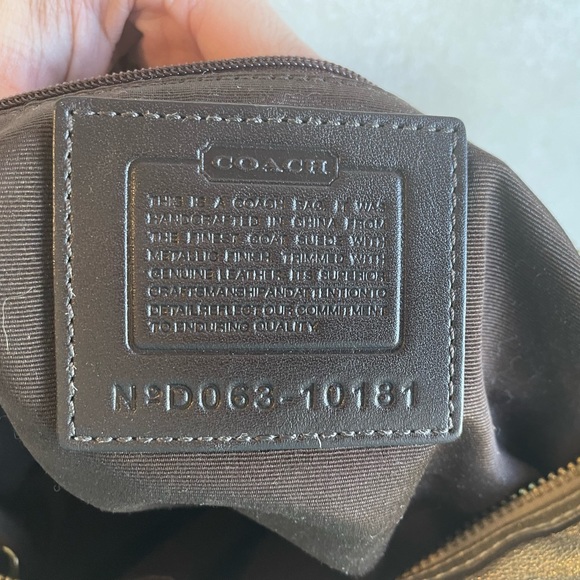 COACH
THIS IS A COACH BAG. IT WAS
HANDCRAFTED IN CHINA FROM
THE FINEST GOAT SUEDE WITH
METALLIC FINISH TRIMMED WITH
GENUINE LEATHER. ITS SUPERIOR
CRAFTSMANSHIP AND ATTENTION TO
DETAIL REFLECT OUR COMMITMENT
TO ENDURING QUALITY.
NºD063-10181